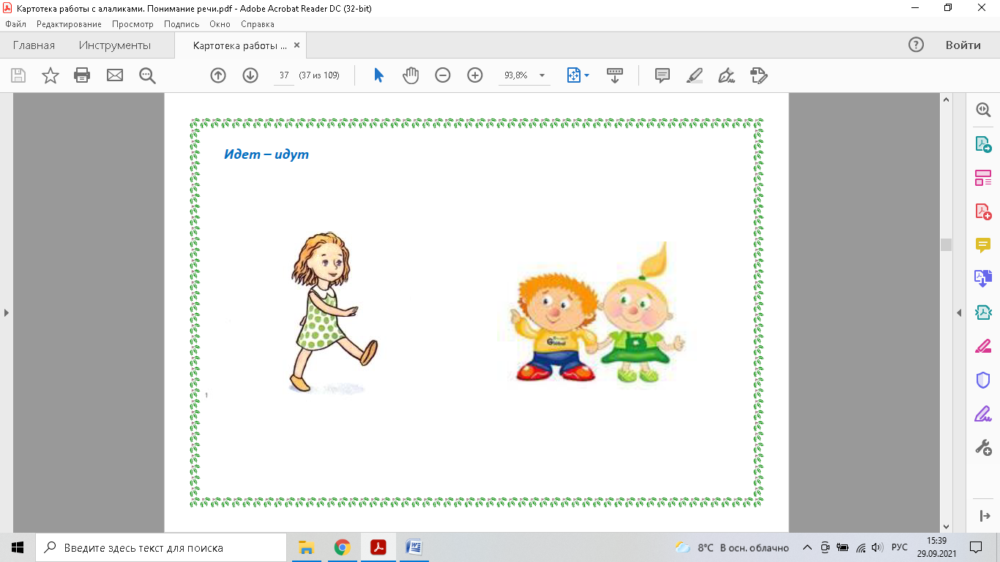 Картотека работы с алаликами. Понимание речи.pdf - Adobe Acrobat Reader DC (32-bit)
Файл Редактирование Просмотр Подпись Окно Справка
Главная Инструменты Картотека работы ... × Войти
37 (37 из 109) 93,8%
Идет – идут
1
Введите здесь текст для поиска 8°C В осн. облачно РУС 15:39
29.09.2021